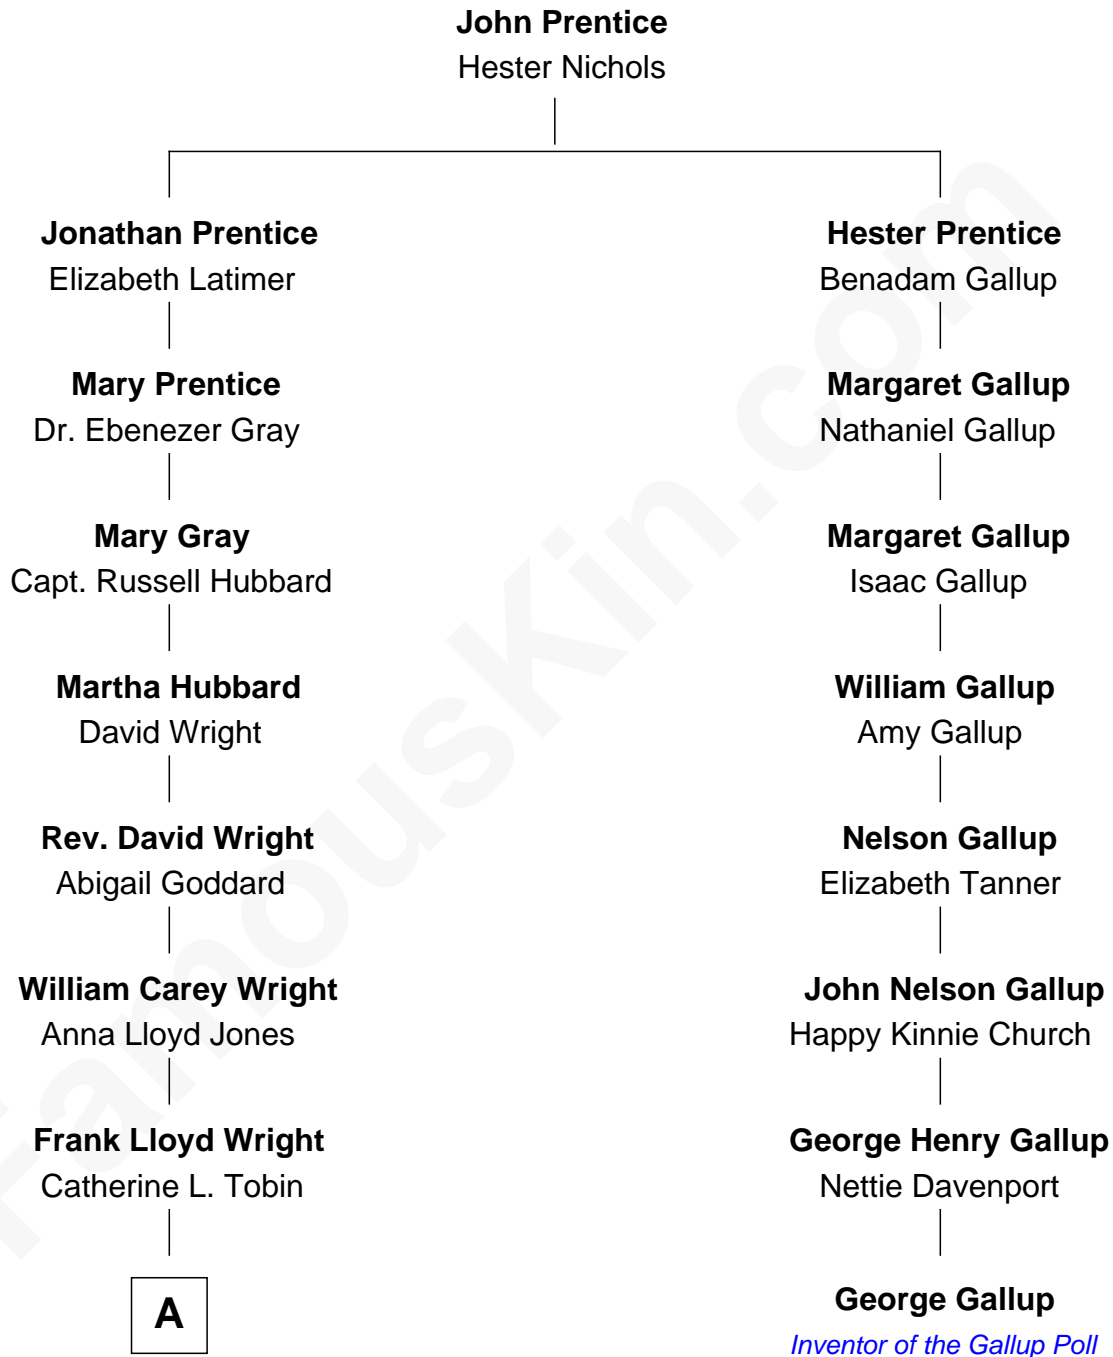 John Prentice
Hester Nichols
Jonathan Prentice
Elizabeth Latimer
Hester Prentice
Benadam Gallup
Mary Prentice
Dr. Ebenezer Gray
Margaret Gallup
Nathaniel Gallup
Mary Gray
Capt. Russell Hubbard
Margaret Gallup
Isaac Gallup
Martha Hubbard
David Wright
William Gallup
Amy Gallup
Rev. David Wright
Abigail Goddard
Nelson Gallup
Elizabeth Tanner
William Carey Wright
Anna Lloyd Jones
John Nelson Gallup
Happy Kinnie Church
Frank Lloyd Wright
Catherine L. Tobin
George Henry Gallup
Nettie Davenport
A
George Gallup
Inventor of the Gallup Poll
FamousKin.com